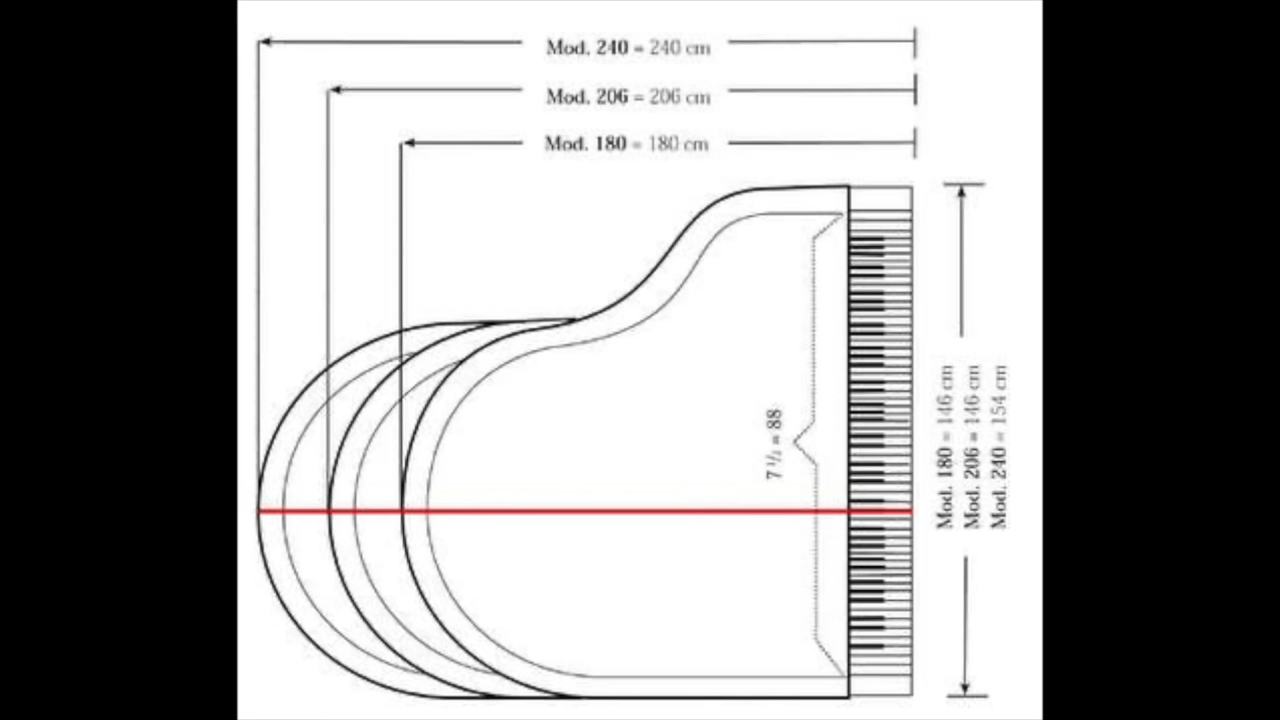 Mod. 240 = 240 cm
Mod. 206 = 206 cm
Mod. 180 = 180 cm
7 1/2 = 88
Mod. 180 = 146 cm
Mod. 206 = 146 cm
Mod. 240 = 154 cm